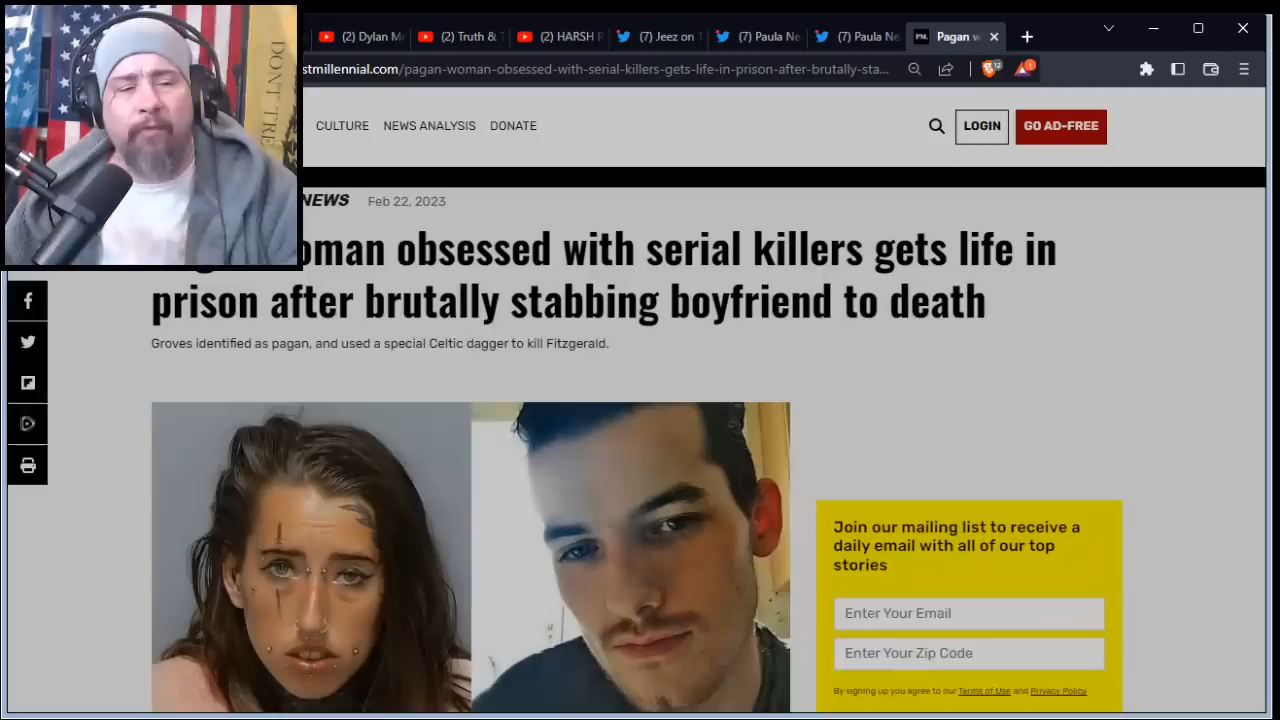 DONT TRE
(2) Dylan M
(2) Truth &
(2) HARSH
(7) Jeez on
(7) Paula Ne
(7) Paula Ne
Pagan w
stmillennial.com/pagan-woman-obsessed-with-serial-killers-gets-life-in-prison-after-brutally-sta...
12
1
CULTURE NEWS ANALYSIS DONATE
LOGIN
GO AD-FREE
NEWS Feb 22, 2023
oman obsessed with serial killers gets life in
prison after brutally stabbing boyfriend to death
Groves identified as pagan, and used a special Celtic dagger to kill Fitzgerald.
Join our mailing list to receive a
daily email with all of our top
stories
Enter Your Email
Enter Your Zip Code
By signing up you agree to our Terms of Use and Privacy Policy